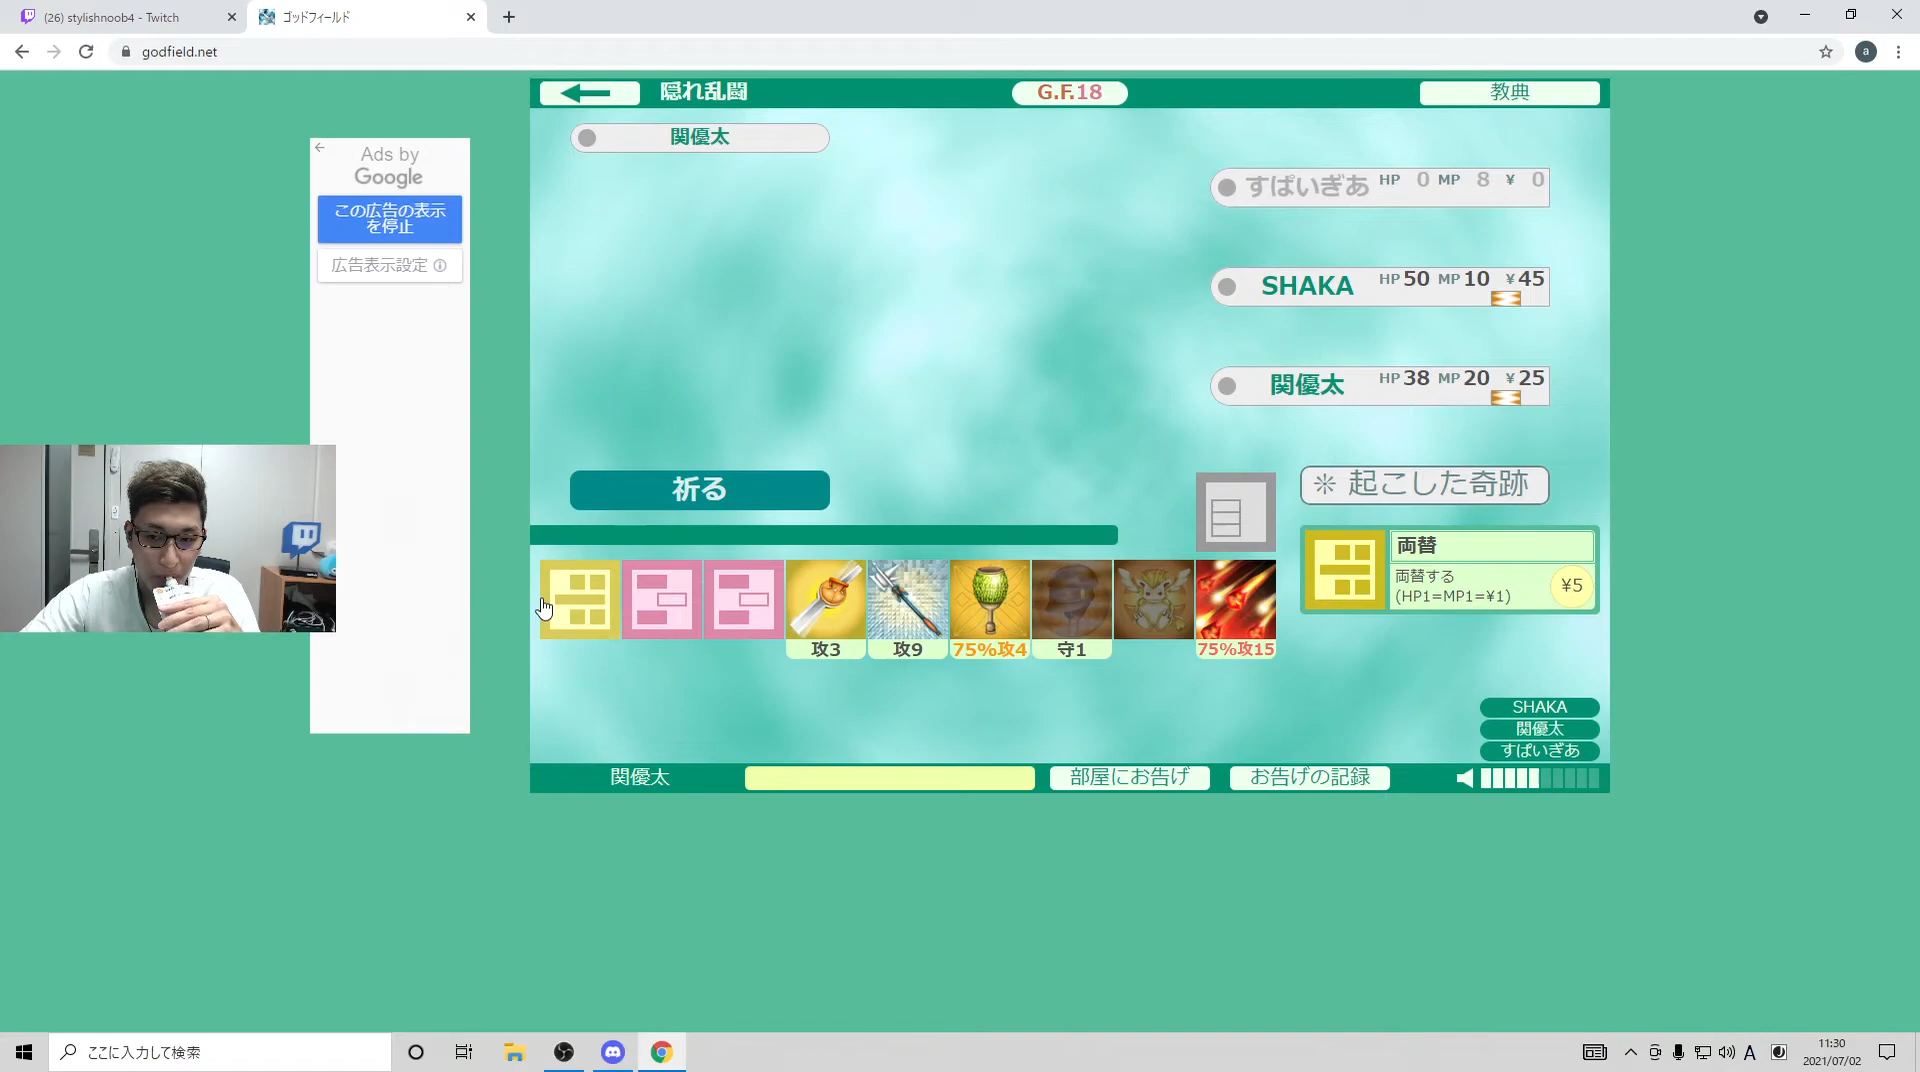 (26) stylishnoob4 - Twitch
ゴッドフィールド
godfield.net
a
Ads by
Google
この広告の表示
を停止
広告表示設定
隠れ乱闘
G.F.18
教典
関優太
すぱいぎあ HP 0 MP 8 ¥ 0
SHAKA HP 50 MP 10 ¥ 45
関優太 HP 38 MP 20 ¥ 25
祈る
起こした奇跡
両替
両替する
(HP1=MP1=¥1)
¥5
攻3
攻9
75%攻4
守1
75%攻15
SHAKA
関優太
すぱいぎあ
関優太
部屋にお告げ
お告げの記録
ここに入力して検索
A
11:30
2021/07/02